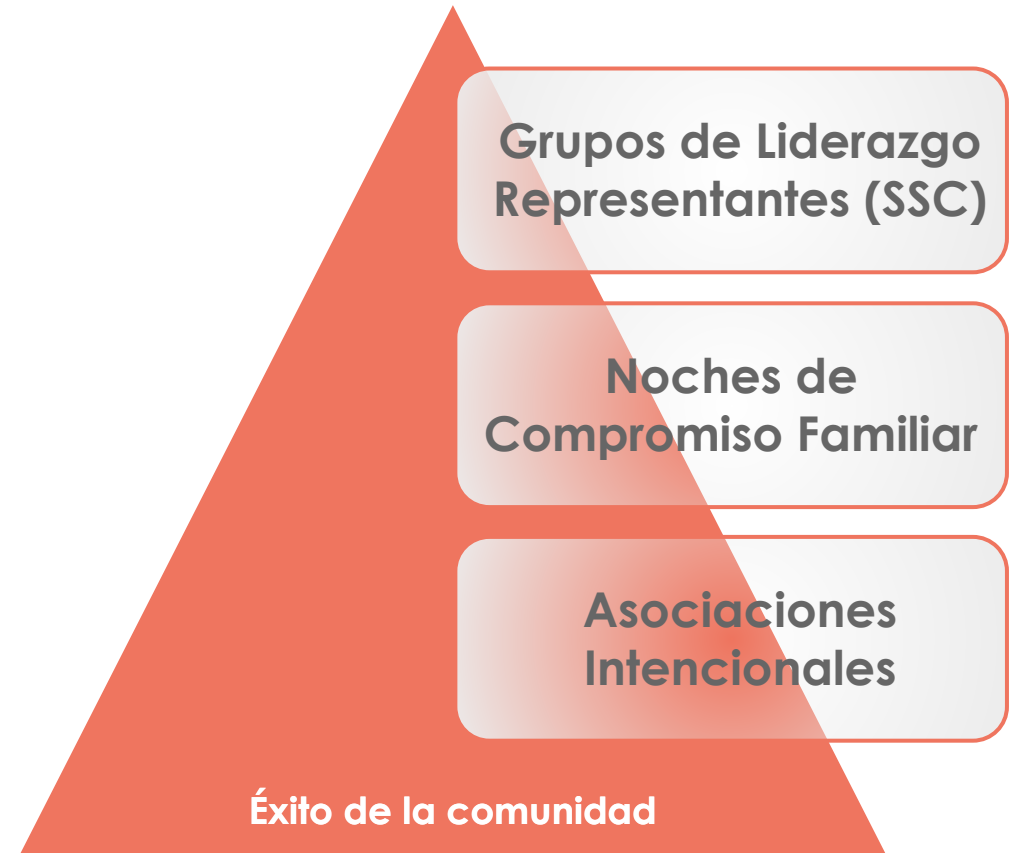 Grupos de Liderazgo
Representantes (SSC)
Noches de
Compromiso Familiar
Asociaciones
Intencionales
Éxito de la comunidad